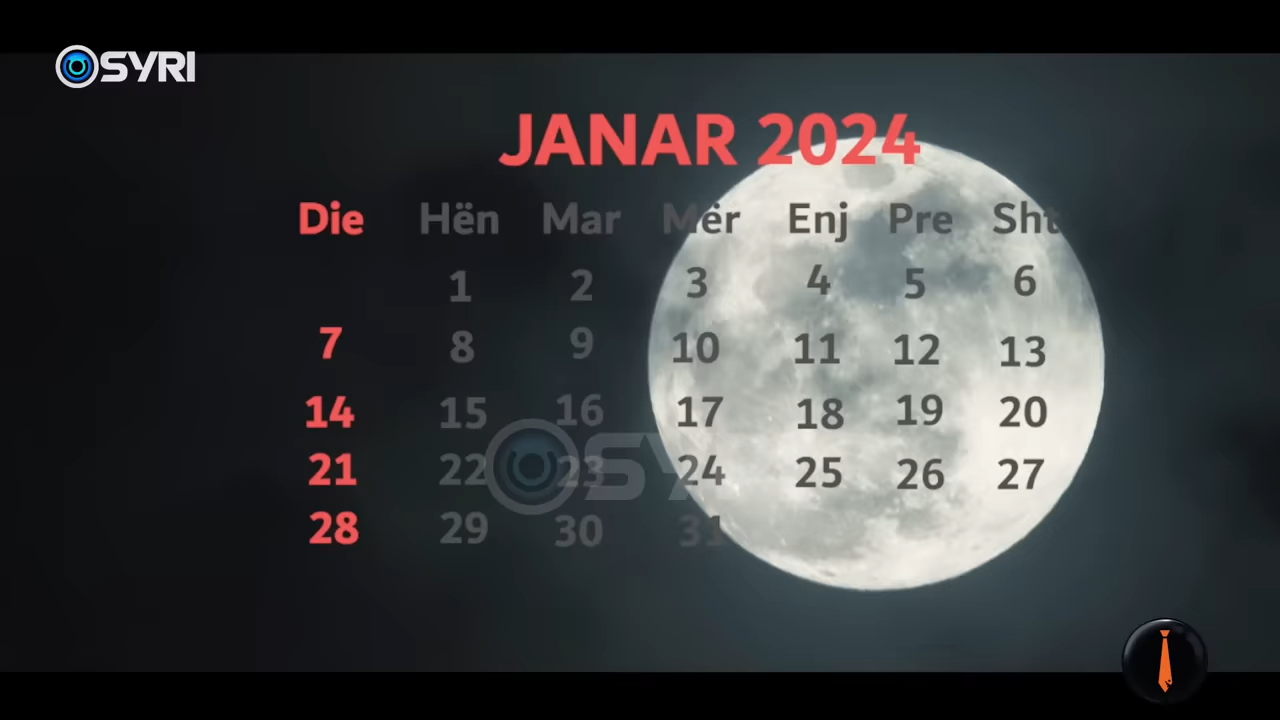 SYRI
JANAR 2024
Die Hën Mar Mër Enj Pre Sht
1 2 3 4 5 6
7 8 9 10 11 12 13
14 15 16 17 18 19 20
21 22 23 24 25 26 27
28 29 30 31